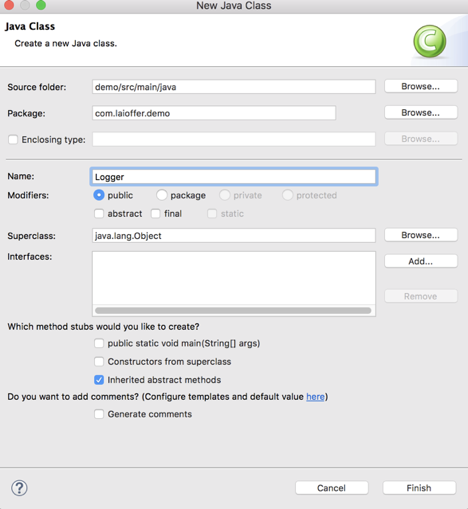 New Java Class
Java Class
Create a new Java class.
Source folder: demo/src/main/java Browse...
Package: com.laioffer.demo Browse...
Enclosing type: Browse...
Name: Logger
Modifiers: public package private protected
abstract final static
Superclass: java.lang.Object Browse...
Interfaces: Add...
Remove
Which method stubs would you like to create?
public static void main(String[] args)
Constructors from superclass
Inherited abstract methods
Do you want to add comments? (Configure templates and default value here)
Generate comments
? Cancel Finish